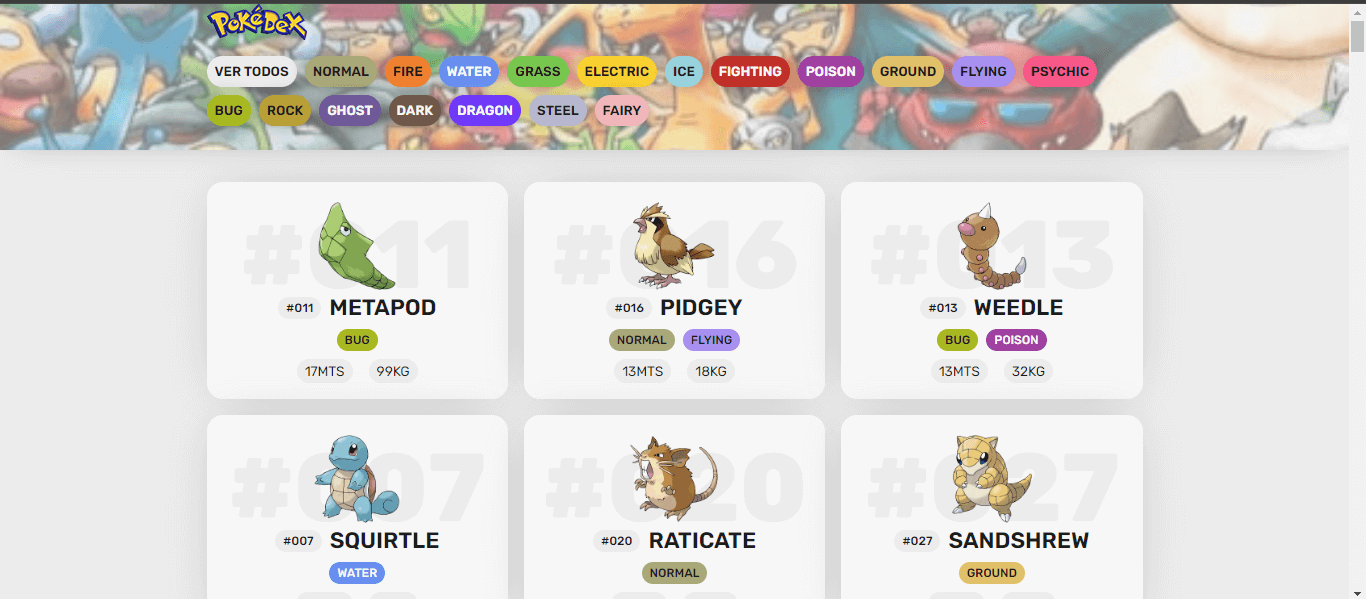 PokéDex
VER TODOS NORMAL FIRE WATER GRASS ELECTRIC ICE FIGHTING POISON GROUND FLYING PSYCHIC
BUG ROCK GHOST DARK DRAGON STEEL FAIRY
#011
#011 METAPOD
BUG
17MTS 99KG
#016
#016 PIDGEY
NORMAL FLYING
13MTS 18KG
#013
#013 WEEDLE
BUG POISON
13MTS 32KG
#007
#007 SQUIRTLE
WATER
#020
#020 RATICATE
NORMAL
#027
#027 SANDSHREW
GROUND